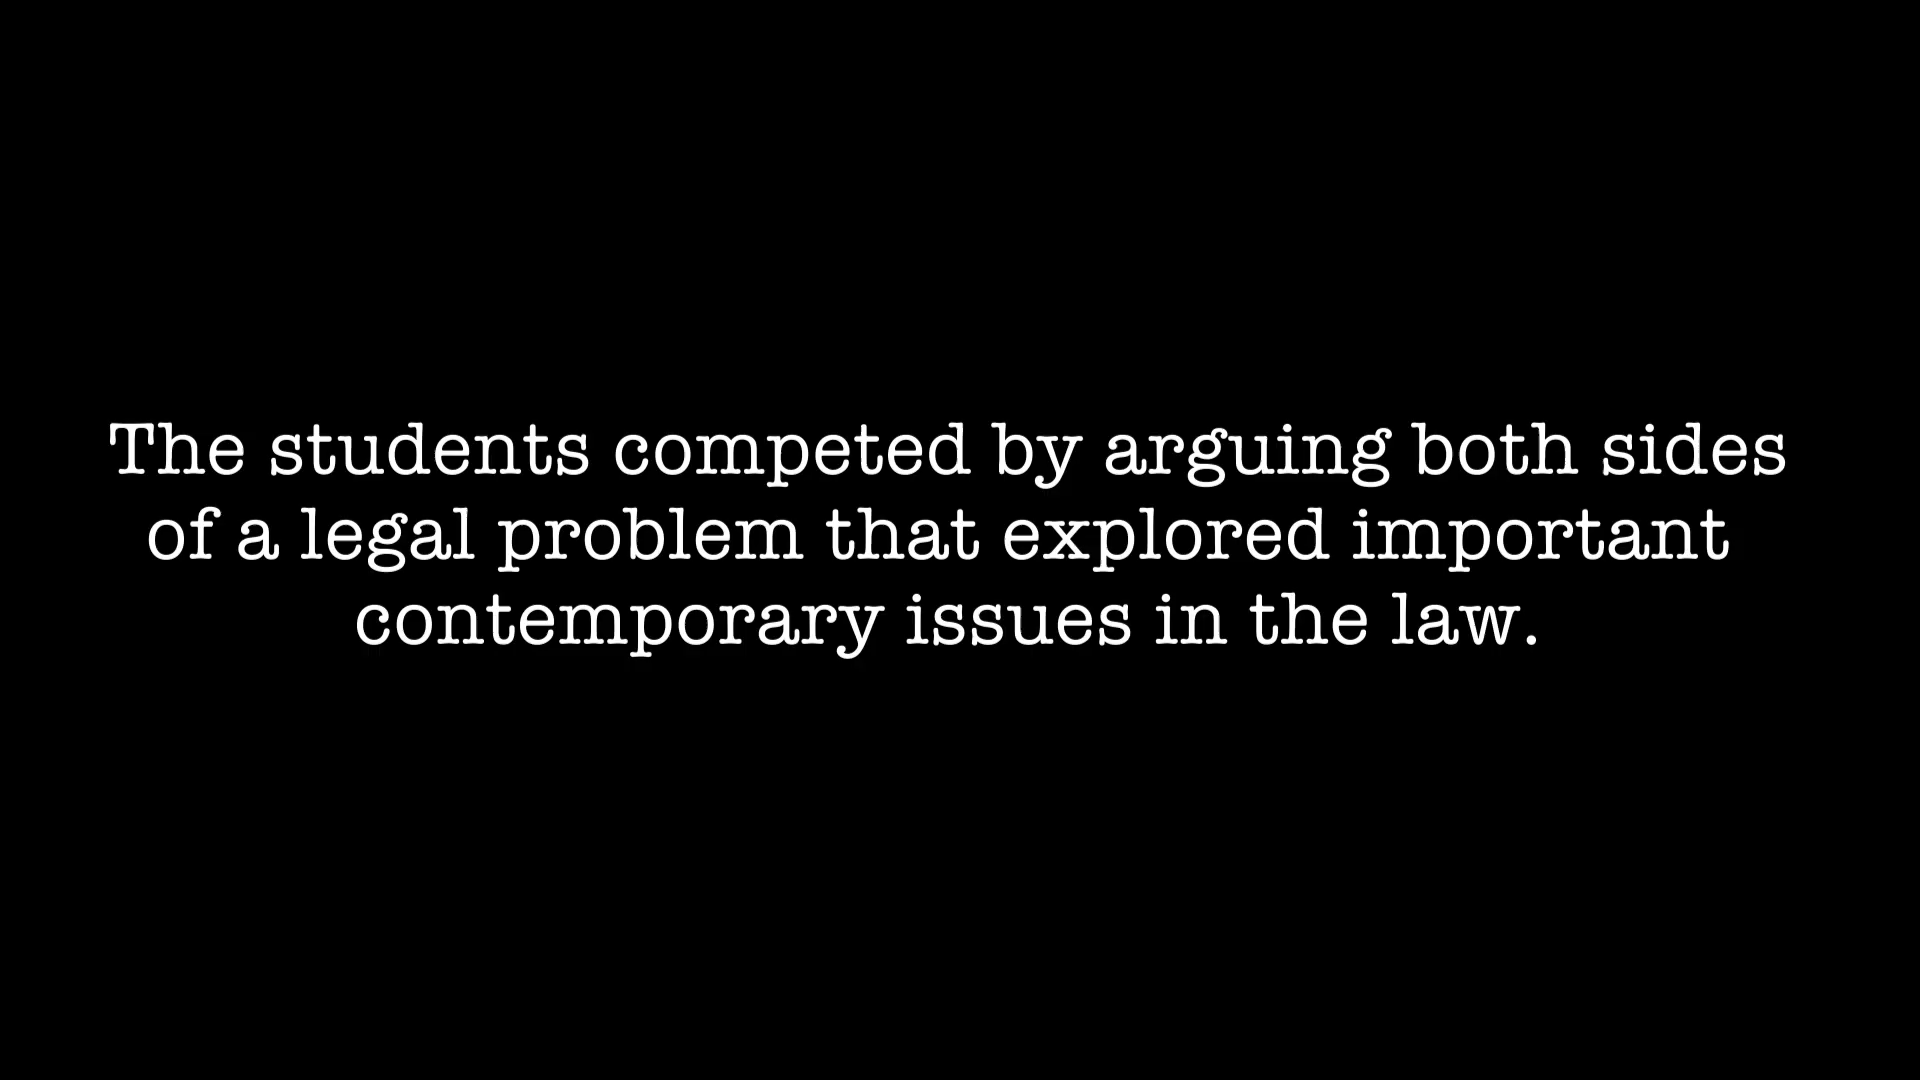 The students competed by arguing both sides
of a legal problem that explored important
contemporary issues in the law.